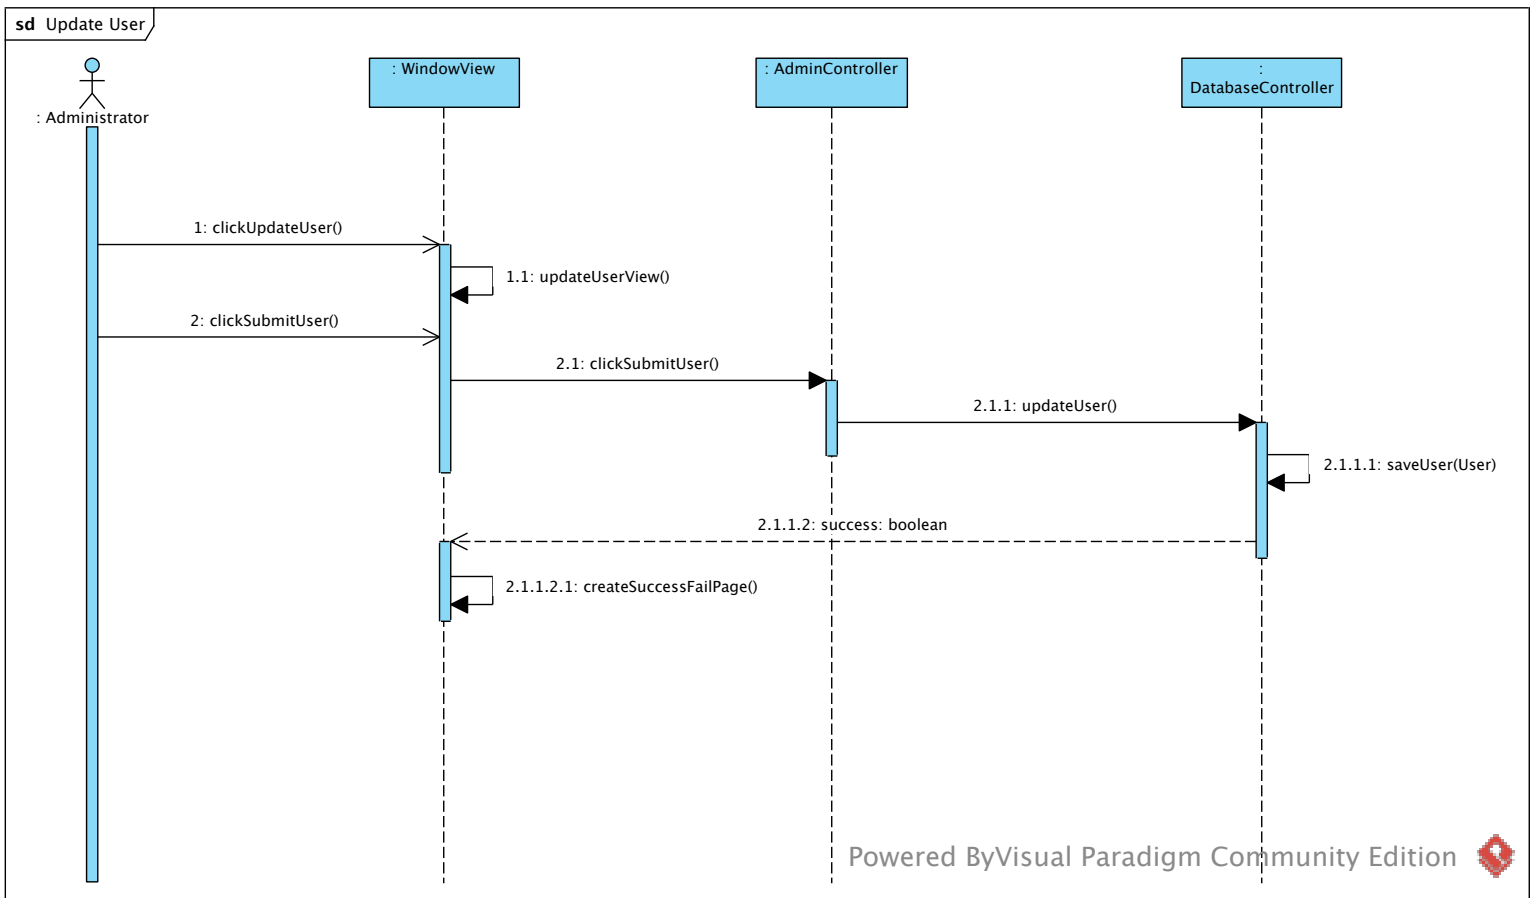 sd Update User
: WindowView
: AdminController
:
DatabaseController
: Administrator
1: clickUpdateUser()
1.1: updateUserView()
2: clickSubmitUser()
2.1: clickSubmitUser()
2.1.1: updateUser()
2.1.1.1: saveUser(User)
2.1.1.2: success: boolean
2.1.1.2.1: createSuccessFailPage()
Powered ByVisual Paradigm Community Edition